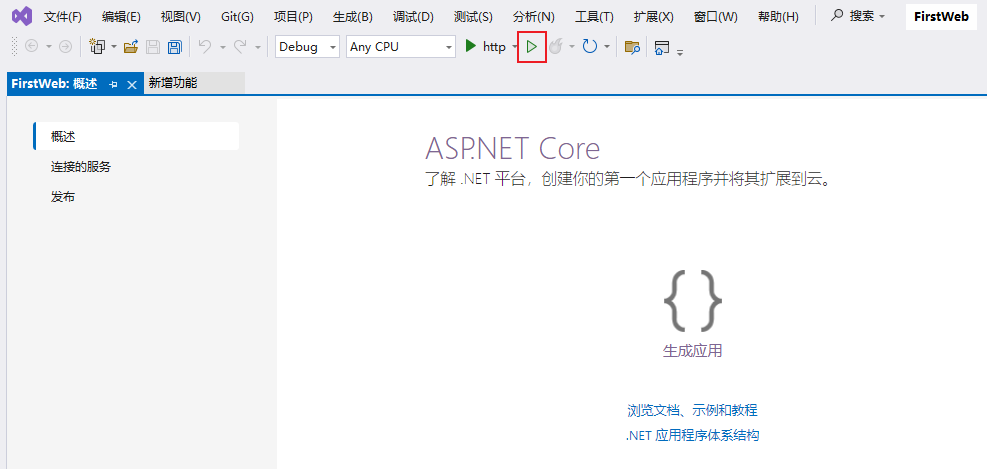 文件(F) 编辑(E) 视图(V) Git(G) 项目(P) 生成(B) 调试(D) 测试(S) 分析(N) 工具(T) 扩展(X) 窗口(W) 帮助(H) 搜索 FirstWeb
Debug Any CPU http
FirstWeb: 概述 新增功能
概述
连接的服务
发布
ASP.NET Core
了解 .NET 平台，创建你的第一个应用程序并将其扩展到云。
{ }
生成应用
浏览文档、示例和教程
.NET 应用程序体系结构